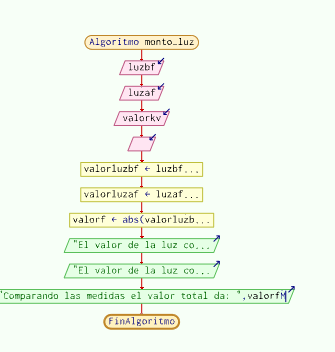 Algoritmo monto_luz
luzbf
luzaf
valorkv
valorluzbf ← luzbf...
valorluzaf ← luzaf...
valorf ← abs(valorluzb...
"El valor de la luz co...
"El valor de la luz co...
"Comparando las medidas el valor total da: ",valorfM
FinAlgoritmo